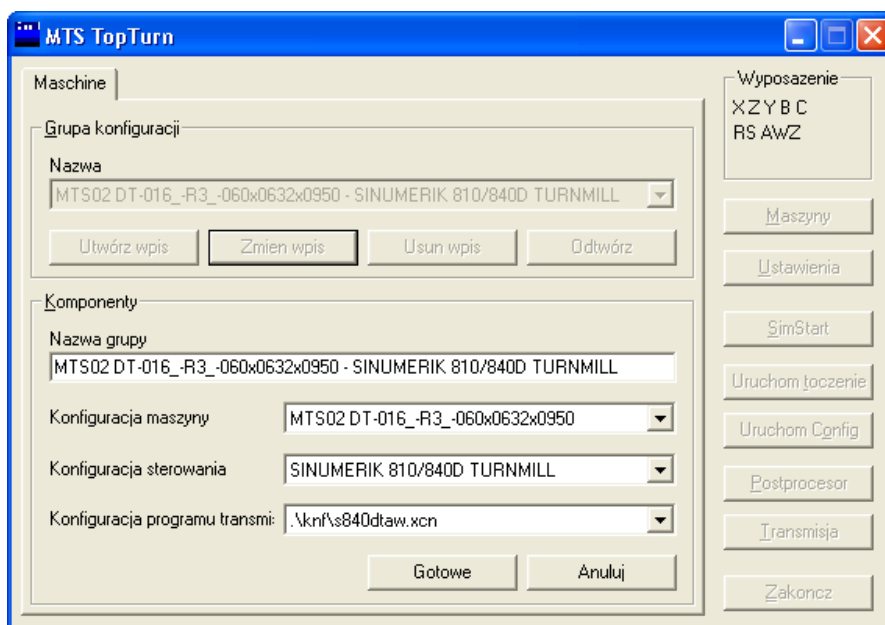 MTS TopTurn
Maschine
Grupa konfiguracji
Nazwa
MTS02 DT-016_-R3_-060x0632x0950 - SINUMERIK 810/840D TURNMILL
Utwórz wpis
Zmien wpis
Usun wpis
Odtwórz
Komponenty
Nazwa grupy
MTS02 DT-016_-R3_-060x0632x0950 - SINUMERIK 810/840D TURNMILL
Konfiguracja maszyny
MTS02 DT-016_-R3_-060x0632x0950
Konfiguracja sterowania
SINUMERIK 810/840D TURNMILL
Konfiguracja programu transmi:
.\knf\s840dtaw.xcn
Gotowe
Anuluj
Wyposazenie
X Z Y B C
RS AWZ
Maszyny
Ustawienia
SimStart
Uruchom toczenie
Uruchom Config
Postprocesor
Transmisja
Zakoncz